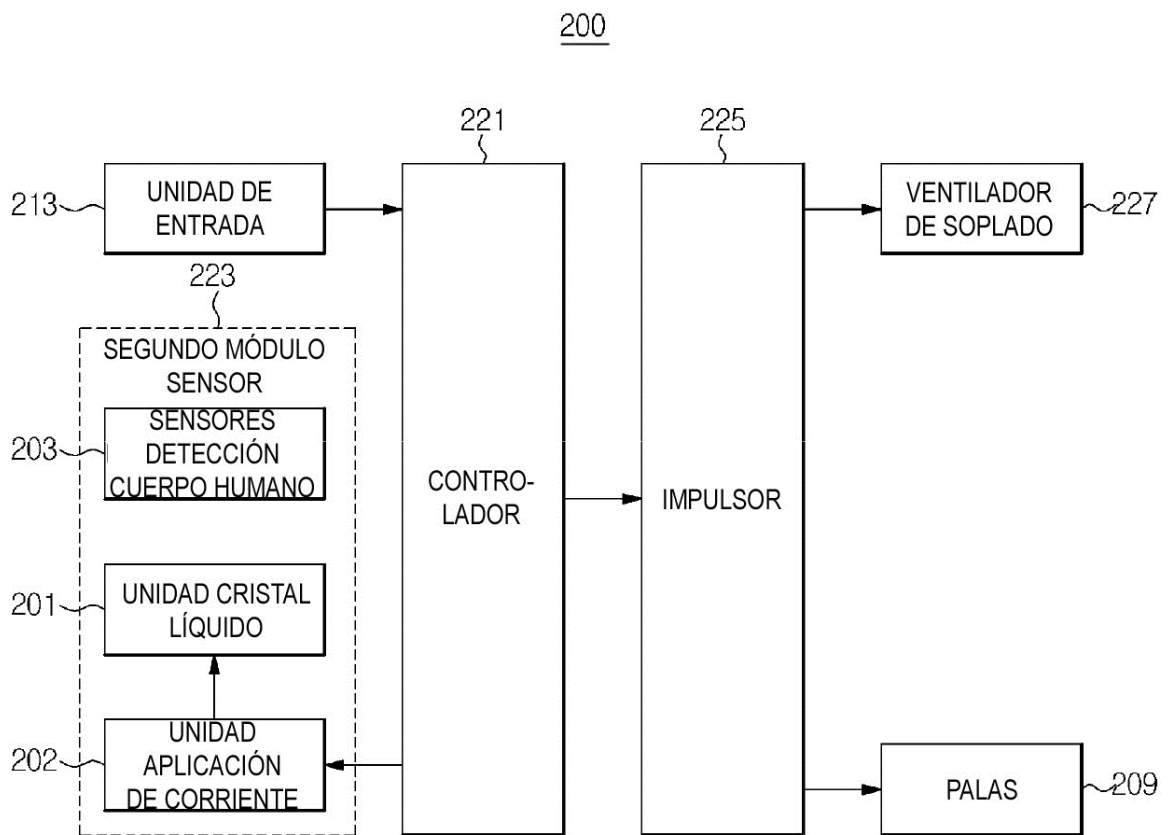 200
221
225
213
UNIDAD DE
ENTRADA
VENTILADOR
DE SOPLADO
227
223
SEGUNDO MÓDULO
SENSOR
203
SENSORES
DETECCIÓN
CUERPO HUMANO
CONTRO-
LADOR
IMPULSOR
201
UNIDAD CRISTAL
LÍQUIDO
202
UNIDAD
APLICACIÓN
DE CORRIENTE
PALAS
209